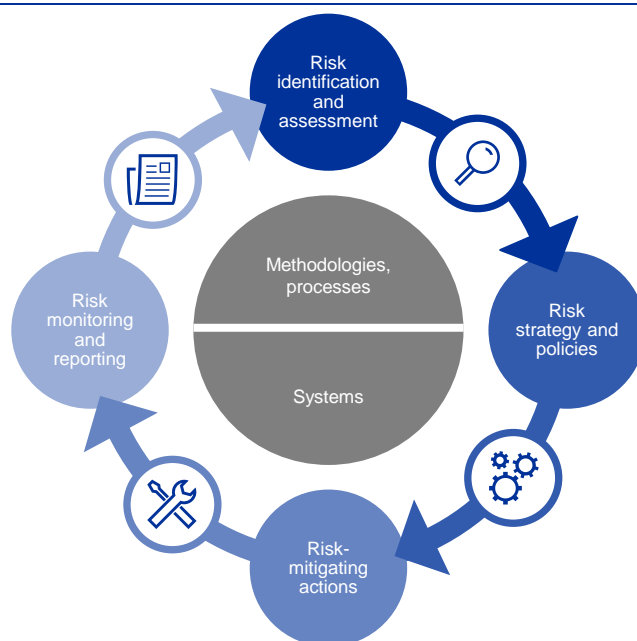 Risk
identification
and
assessment
Risk
strategy and
policies
Risk-
mitigating
actions
Risk
monitoring
and
reporting
Methodologies,
processes
Systems